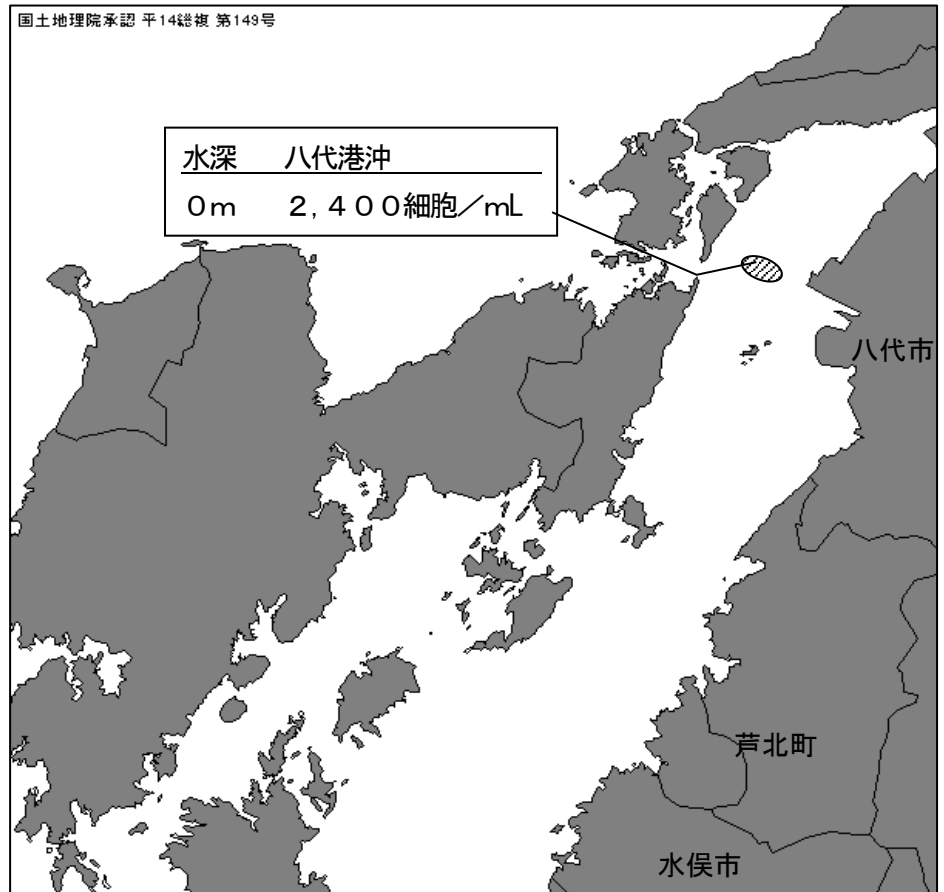 国土地理院承認 平14総複 第149号
水深 八代港沖
0m 2,400細胞/mL
八代市
芦北町
水俣市